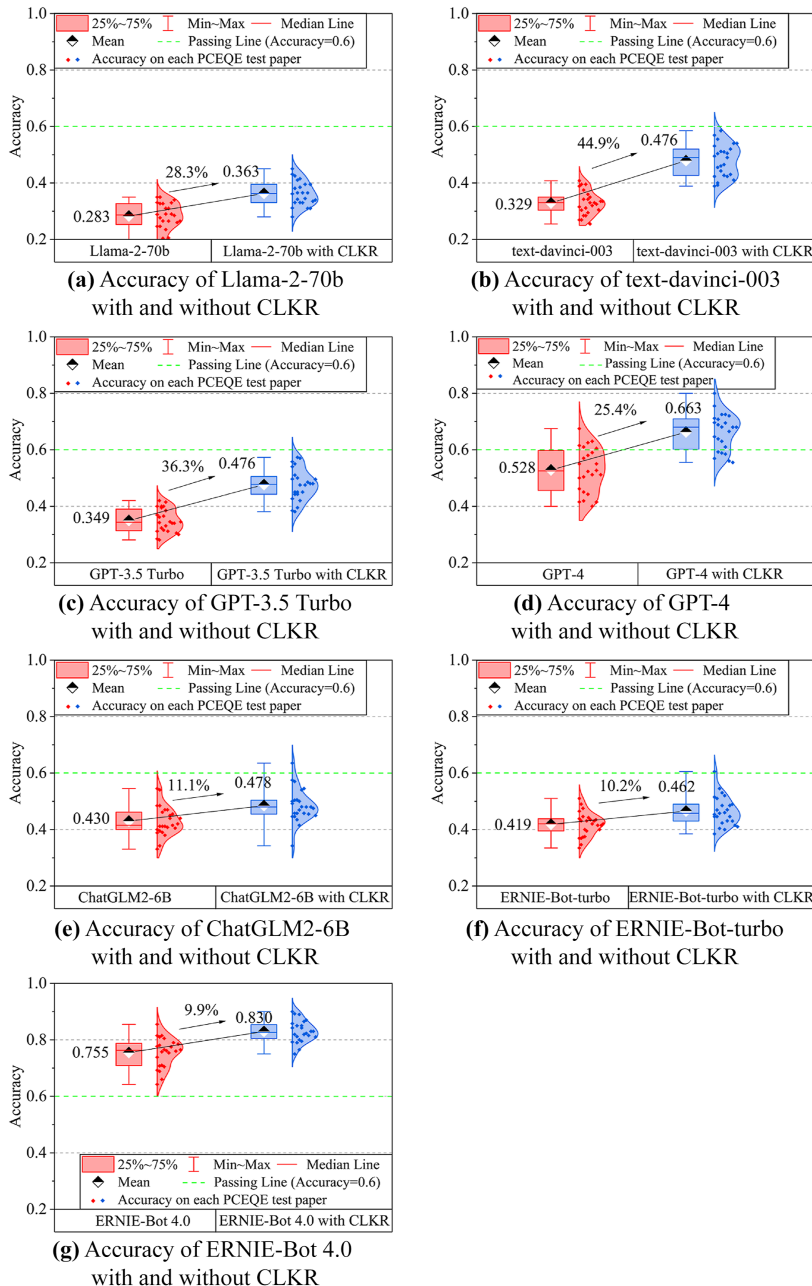 25%~75% Min~Max Median Line
Mean Passing Line (Accuracy=0.6)
Accuracy on each PCEQE test paper
1.0
0.8
0.6
0.4
0.2
Accuracy
0.283
28.3%
0.363
Llama-2-70b Llama-2-70b with CLKR
(a) Accuracy of Llama-2-70b
with and without CLKR
25%~75% Min~Max Median Line
Mean Passing Line (Accuracy=0.6)
Accuracy on each PCEQE test paper
1.0
0.8
0.6
0.4
0.2
Accuracy
0.329
44.9%
0.476
text-davinci-003 text-davinci-003 with CLKR
(b) Accuracy of text-davinci-003
with and without CLKR
25%~75% Min~Max Median Line
Mean Passing Line (Accuracy=0.6)
Accuracy on each PCEQE test paper
1.0
0.8
0.6
0.4
0.2
Accuracy
0.349
36.3%
0.476
GPT-3.5 Turbo GPT-3.5 Turbo with CLKR
(c) Accuracy of GPT-3.5 Turbo
with and without CLKR
25%~75% Min~Max Median Line
Mean Passing Line (Accuracy=0.6)
Accuracy on each PCEQE test paper
1.0
0.8
0.6
0.4
0.2
Accuracy
0.528
25.4%
0.663
GPT-4 GPT-4 with CLKR
(d) Accuracy of GPT-4
with and without CLKR
25%~75% Min~Max Median Line
Mean Passing Line (Accuracy=0.6)
Accuracy on each PCEQE test paper
1.0
0.8
0.6
0.4
0.2
Accuracy
0.430
11.1%
0.478
ChatGLM2-6B ChatGLM2-6B with CLKR
(e) Accuracy of ChatGLM2-6B
with and without CLKR
25%~75% Min~Max Median Line
Mean Passing Line (Accuracy=0.6)
Accuracy on each PCEQE test paper
1.0
0.8
0.6
0.4
0.2
Accuracy
0.419
10.2%
0.462
ERNIE-Bot-turbo ERNIE-Bot-turbo with CLKR
(f) Accuracy of ERNIE-Bot-turbo
with and without CLKR
1.0
0.8
0.6
0.4
0.2
Accuracy
0.755
9.9%
0.830
25%~75% Min~Max Median Line
Mean Passing Line (Accuracy=0.6)
Accuracy on each PCEQE test paper
ERNIE-Bot 4.0 ERNIE-Bot 4.0 with CLKR
(g) Accuracy of ERNIE-Bot 4.0
with and without CLKR